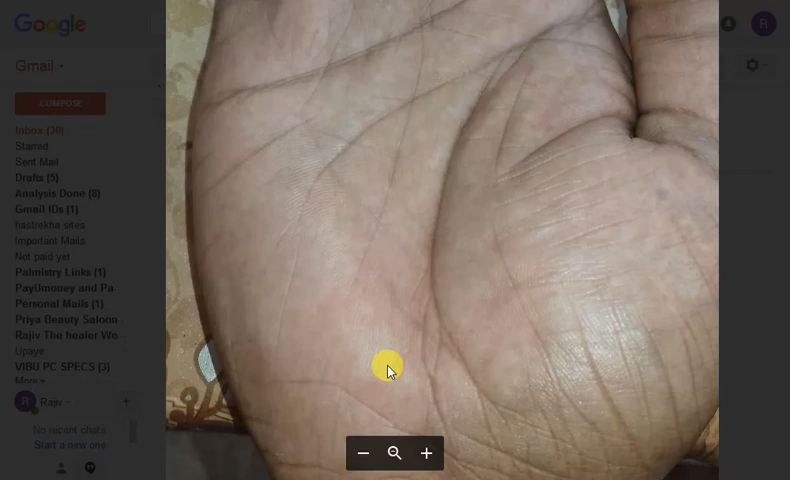 Google
R
Gmail
COMPOSE
Inbox (30)
Starred
Sent Mail
Drafts (5)
Analysis Done (8)
Gmail IDs (1)
hastrekha sites
Important Mails
Not paid yet
Palmistry Links (1)
PayUmoney and Pa
Personal Mails (1)
Priya Beauty Saloon
Rajiv The healer Wo
Upaye
VIBU PC SPECS (3)
More
R Rajiv
No recent chats
Start a new one